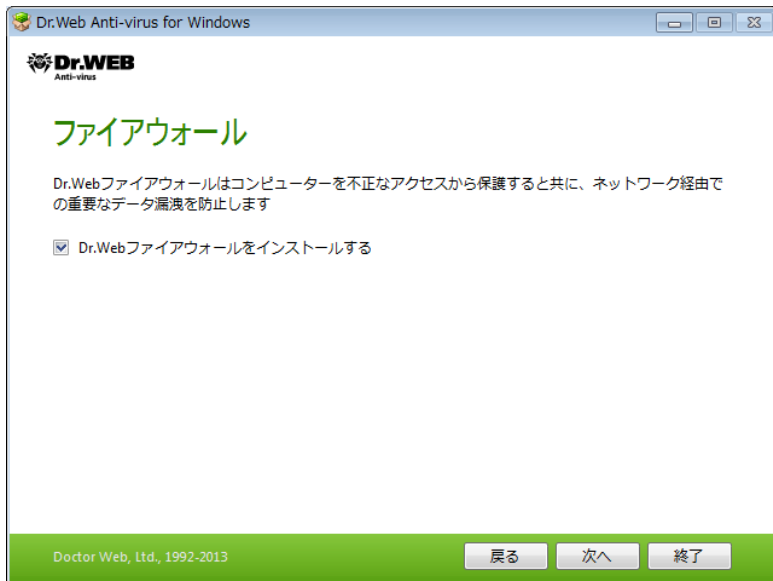 Dr.Web Anti-virus for Windows
Dr.WEB
Anti-virus
ファイアウォール
Dr.Webファイアウォールはコンピューターを不正なアクセスから保護すると共に、ネットワーク経由で
の重要なデータ漏洩を防止します
Dr.Webファイアウォールをインストールする
Doctor Web, Ltd., 1992-2013
戻る
次へ
終了